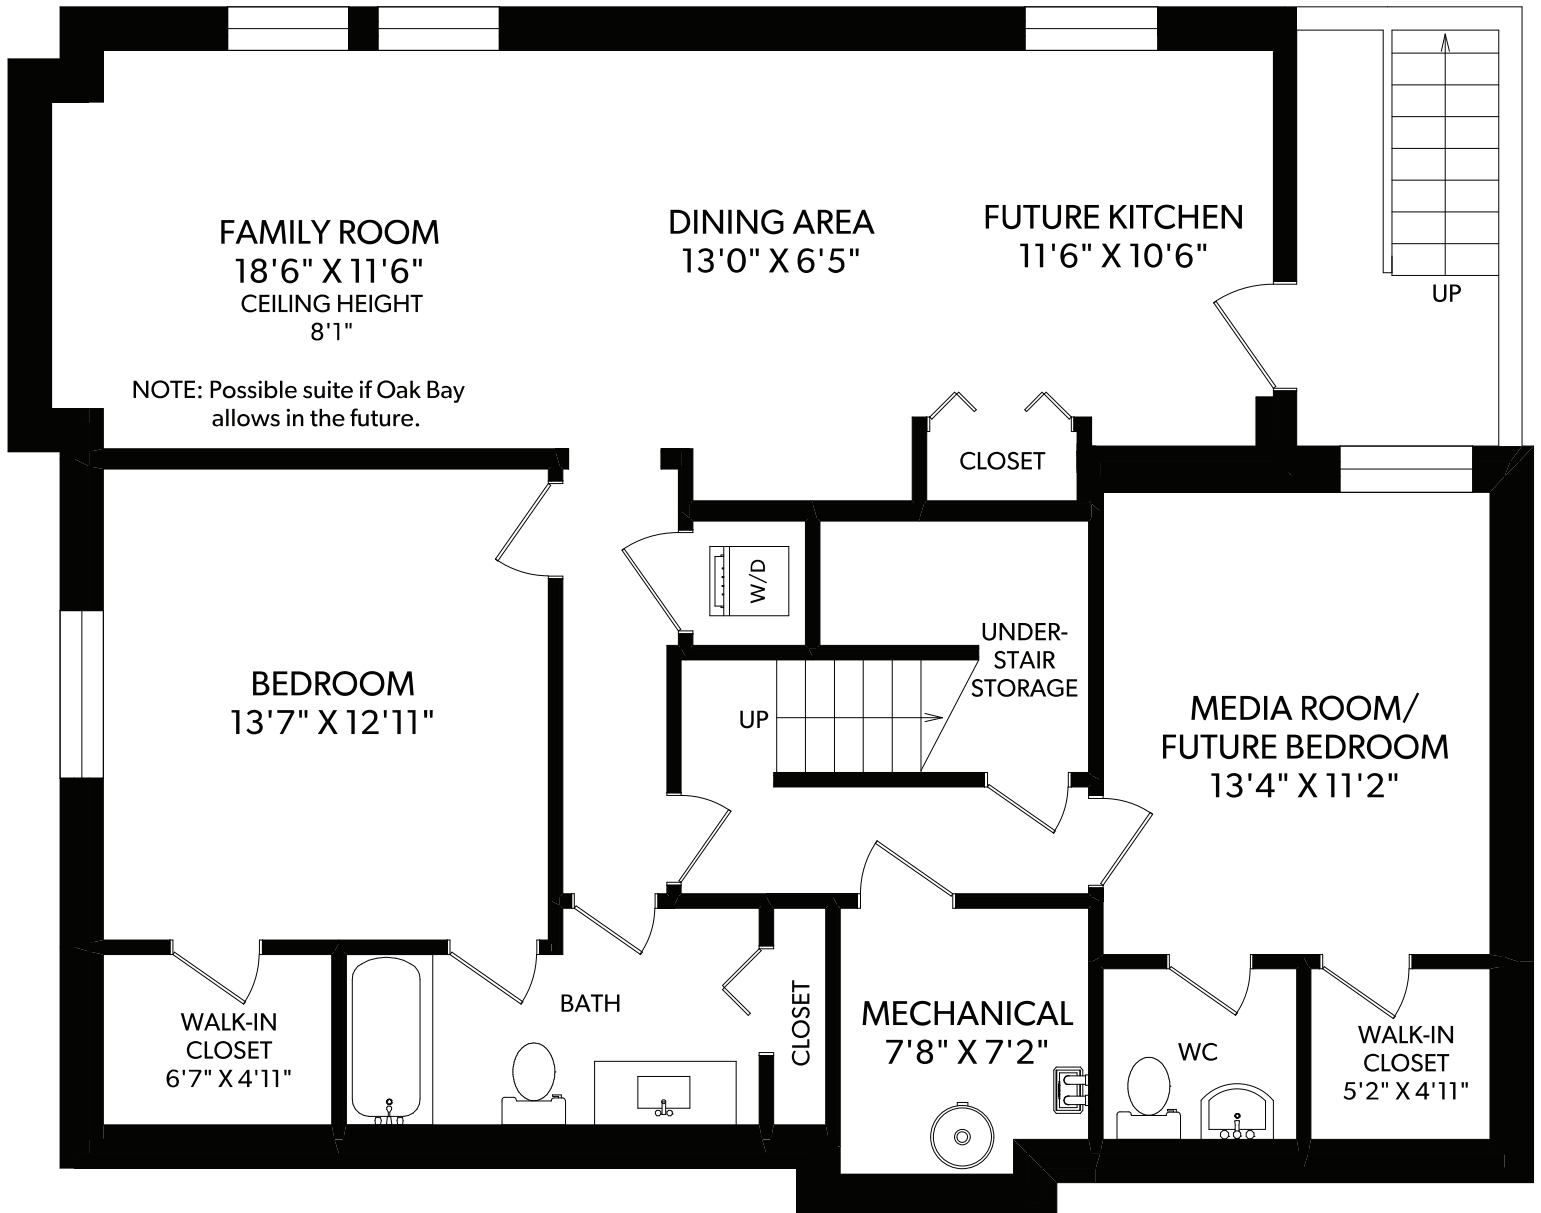 FAMILY ROOM
18'6" X 11'6"
CEILING HEIGHT
8'1"
NOTE: Possible suite if Oak Bay
allows in the future.
DINING AREA
13'0" X 6'5"
FUTURE KITCHEN
11'6" X 10'6"
UP
CLOSET
W/D
UNDER-
STAIR
STORAGE
UP
BEDROOM
13'7" X 12'11"
MEDIA ROOM/
FUTURE BEDROOM
13'4" X 11'2"
WALK-IN
CLOSET
6'7" X 4'11"
BATH
CLOSET
MECHANICAL
7'8" X 7'2"
WC
WALK-IN
CLOSET
5'2" X 4'11"